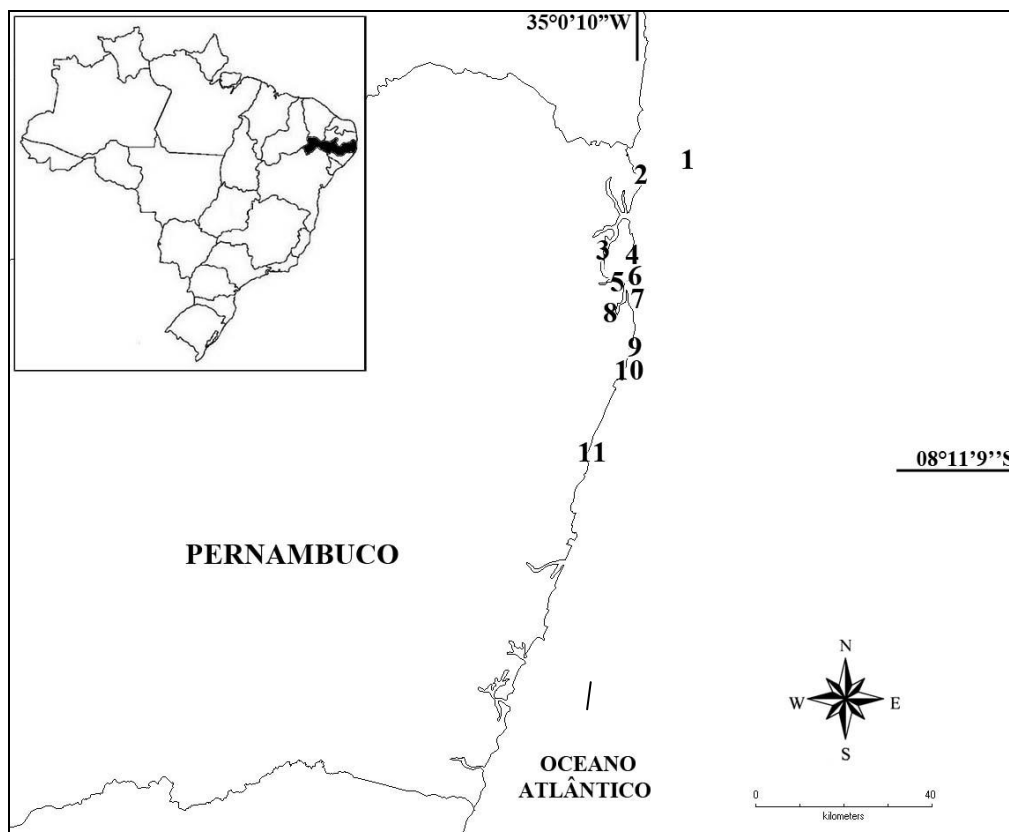 35°0'10”W
1
2
3
4
5
6
7
8
9
10
11
08°11'9’’S
PERNAMBUCO
N
W
E
S
OCEANO
ATLÂNTICO
0
40
kilometers